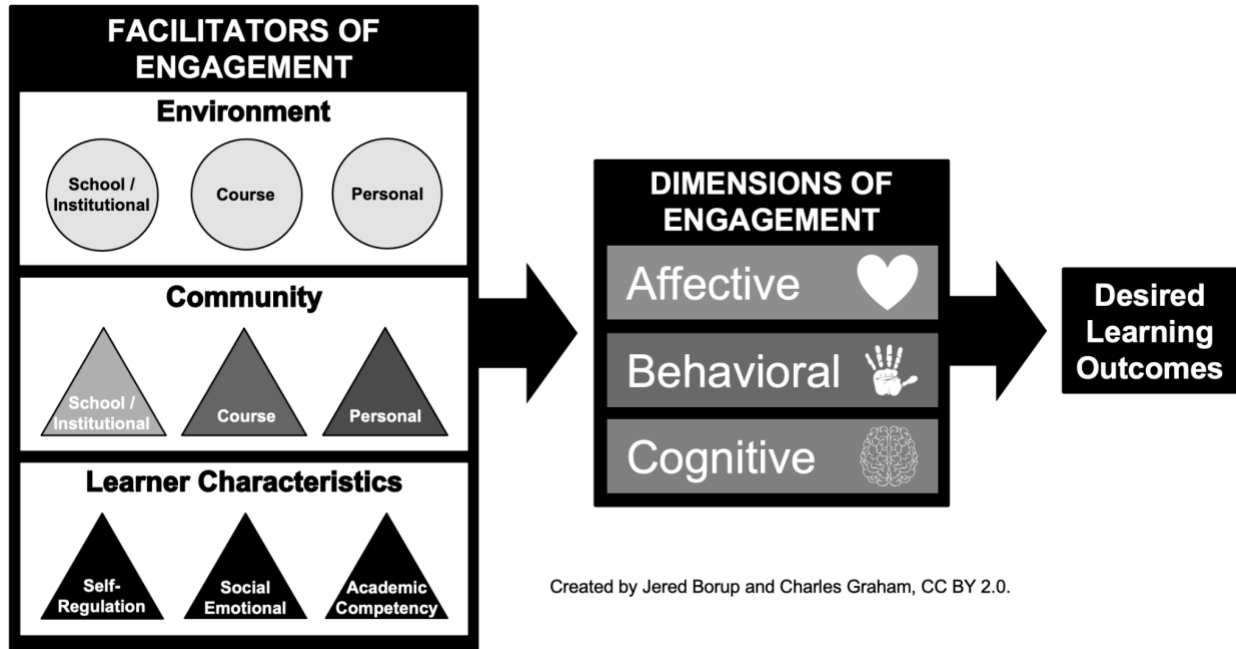 FACILITATORS OF
ENGAGEMENT
Environment
School /
Institutional
Course
Personal
Community
School /
Institutional
Course
Personal
Learner Characteristics
Self-
Regulation
Social
Emotional
Academic
Competency
DIMENSIONS OF
ENGAGEMENT
Affective
Behavioral
Cognitive
Desired
Learning
Outcomes
Created by Jered Borup and Charles Graham, CC BY 2.0.